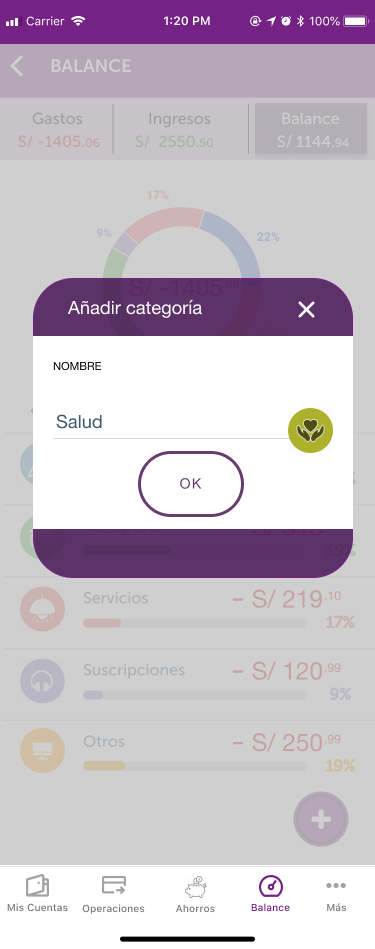 Carrier 1:20 PM 100%
BALANCE
Gastos Ingresos Balance
S/ -1405.06 S/ 2550.50 S/ 1144.94
17%
9% 22%
S/ -1405
Añadir categoría
NOMBRE
Salud
OK
39%
Servicios - S/ 219.10
17%
Suscripciones - S/ 120.99
9%
Otros - S/ 250.99
19%
Mis Cuentas Operaciones Ahorros Balance Más